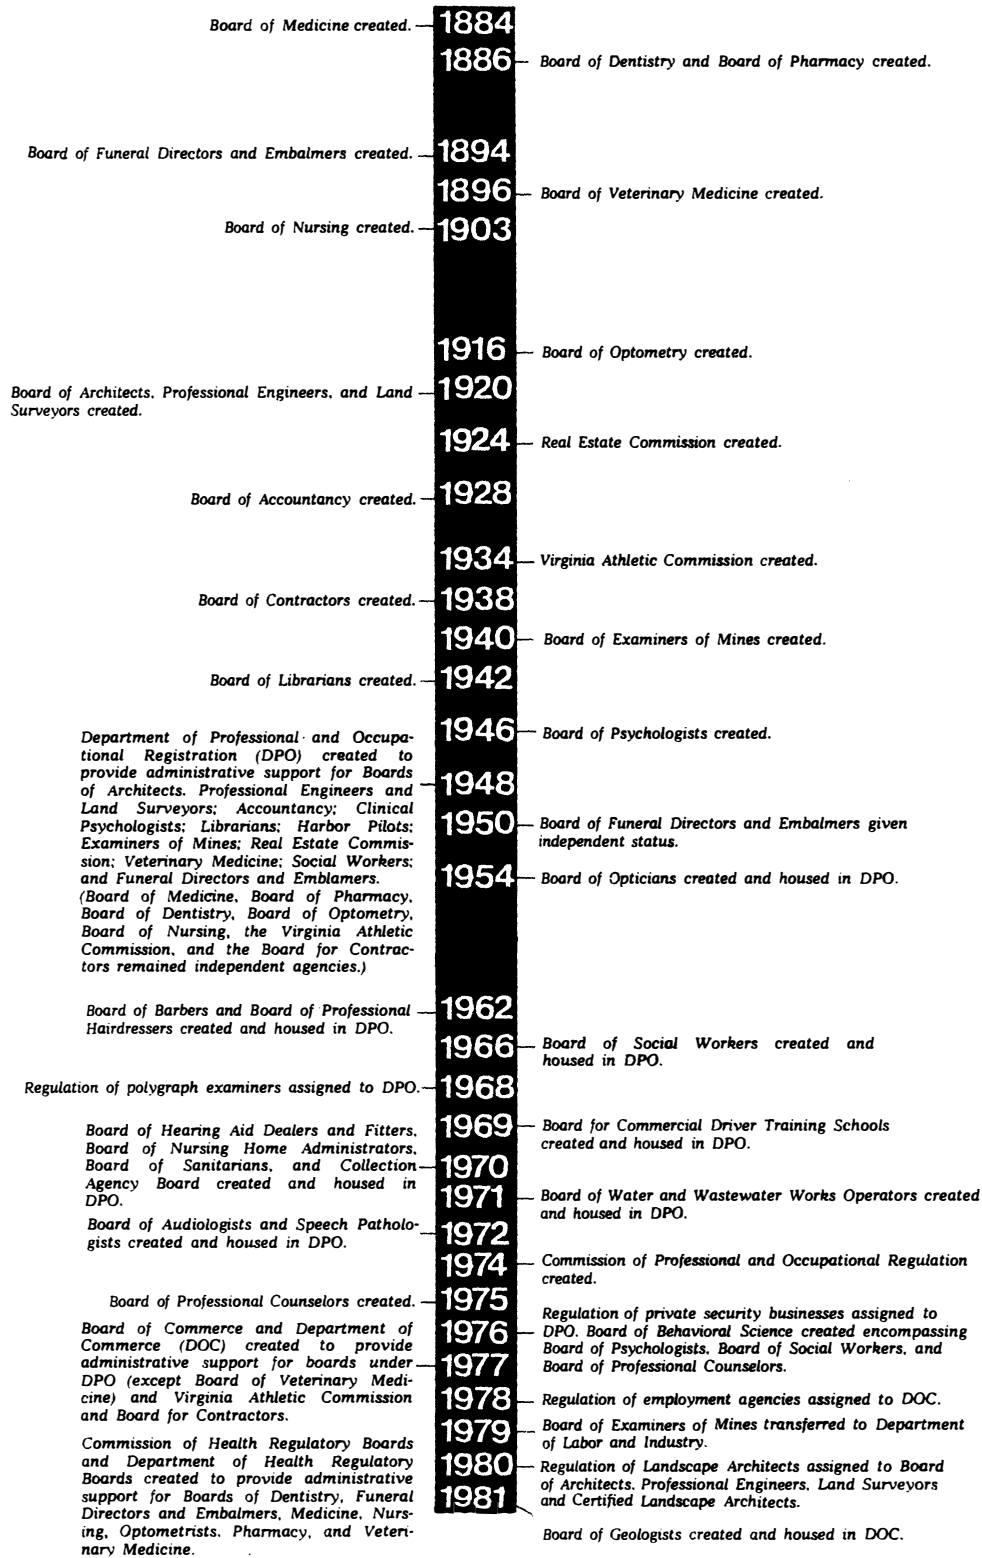 Board of Medicine created.
1884
1886
Board of Dentistry and Board of Pharmacy created.
Board of Funeral Directors and Embalmers created.
1894
1896
Board of Veterinary Medicine created.
Board of Nursing created.
1903
1916
Board of Optometry created.
Board of Architects, Professional Engineers, and Land
Surveyors created.
1920
1924
Real Estate Commission created.
Board of Accountancy created.
1928
1934
Virginia Athletic Commission created.
Board of Contractors created.
1938
1940
Board of Examiners of Mines created.
Board of Librarians created.
1942
1946
Board of Psychologists created.
Department of Professional and Occupa-
tional Registration (DPO) created to
provide administrative support for Boards
of Architects. Professional Engineers and
Land Surveyors; Accountancy; Clinical
Psychologists; Librarians; Harbor Pilots;
Examiners of Mines; Real Estate Commis-
sion; Veterinary Medicine; Social Workers;
and Funeral Directors and Emblamers.
(Board of Medicine, Board of Pharmacy,
Board of Dentistry, Board of Optometry,
Board of Nursing, the Virginia Athletic
Commission, and the Board for Contrac-
tors remained independent agencies.)
1948
1950
Board of Funeral Directors and Embalmers given
independent status.
1954
Board of Opticians created and housed in DPO.
Board of Barbers and Board of Professional
Hairdressers created and housed in DPO.
1962
1966
Board of Social Workers created and
housed in DPO.
Regulation of polygraph examiners assigned to DPO.
1968
1969
Board for Commercial Driver Training Schools
created and housed in DPO.
Board of Hearing Aid Dealers and Fitters,
Board of Nursing Home Administrators,
Board of Sanitarians, and Collection
Agency Board created and housed in
DPO.
1970
1971
Board of Water and Wastewater Works Operators created
and housed in DPO.
Board of Audiologists and Speech Patholo-
gists created and housed in DPO.
1972
1974
Commission of Professional and Occupational Regulation
created.
Board of Professional Counselors created.
1975
1976
Regulation of private security businesses assigned to
DPO. Board of Behavioral Science created encompassing
Board of Psychologists, Board of Social Workers, and
Board of Professional Counselors.
Board of Commerce and Department of
Commerce (DOC) created to provide
administrative support for boards under
DPO (except Board of Veterinary Medi-
cine) and Virginia Athletic Commission
and Board for Contractors.
1977
1978
Regulation of employment agencies assigned to DOC.
1979
Board of Examiners of Mines transferred to Department
of Labor and Industry.
Commission of Health Regulatory Boards
and Department of Health Regulatory
Boards created to provide administrative
support for Boards of Dentistry, Funeral
Directors and Embalmers, Medicine, Nurs-
ing, Optometrists, Pharmacy, and Veteri-
nary Medicine.
1980
Regulation of Landscape Architects assigned to Board
of Architects, Professional Engineers, Land Surveyors
and Certified Landscape Architects.
1981
Board of Geologists created and housed in DOC.